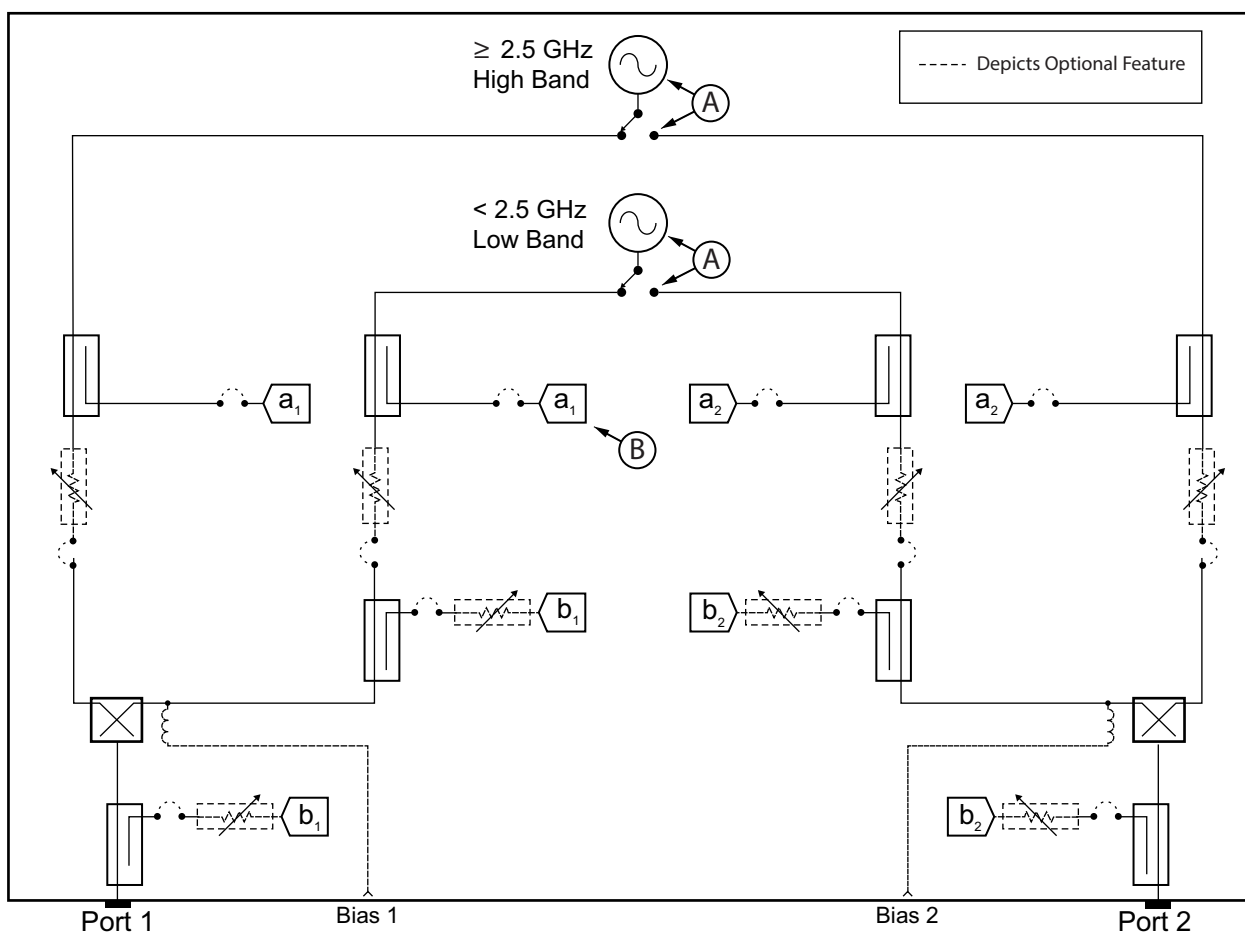 ≥ 2.5 GHz
High Band
A
---- Depicts Optional Feature
< 2.5 GHz
Low Band
A
a1
a1
a2
a2
B
b1
b2
b1
b2
Port 1
Bias 1
Bias 2
Port 2